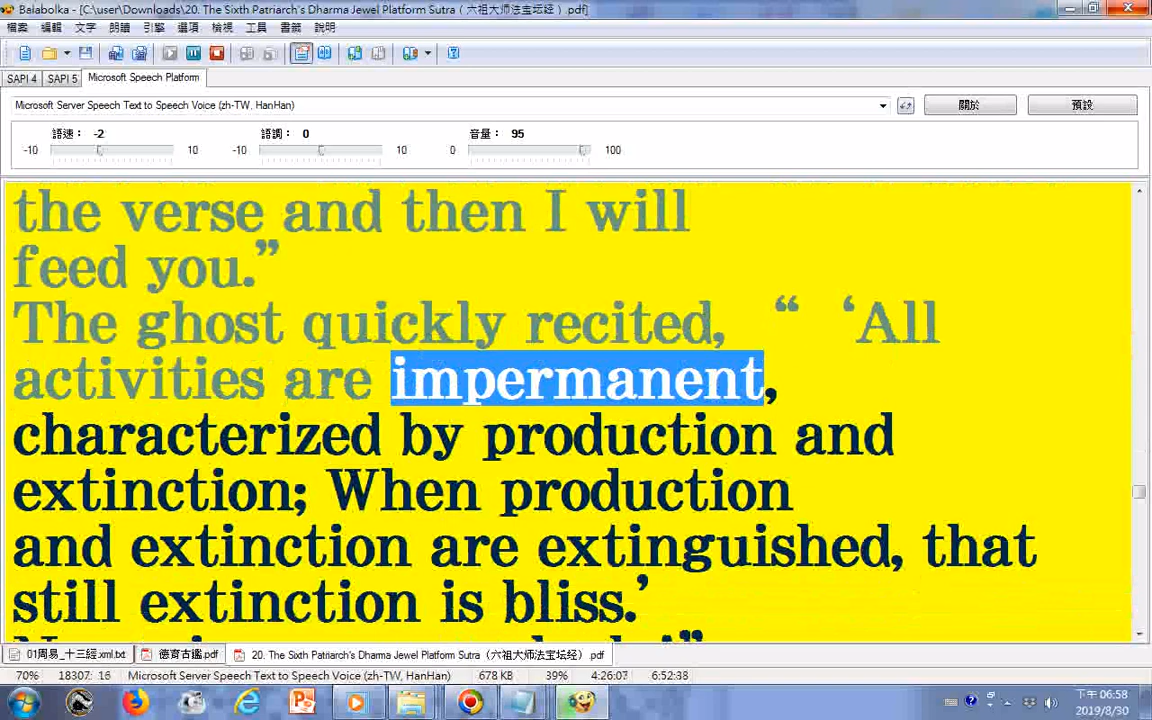 Balabolka - [C:\user\Downloads\20. The Sixth Patriarch's Dharma Jewel Platform Sutra（六祖大师法宝坛经）pdf]
檔案 編輯 文字 朗讀 引擎 選項 檢視 工具 書籤 說明
SAPI 4 SAPI 5 Microsoft Speech Platform
Microsoft Server Speech Text to Speech Voice (zh-TW, HanHan) 關於 預設
語速： -2 語調： 0 音量： 95
-10 10 -10 10 0 100
the verse and then I will
feed you.”
The ghost quickly recited, “ ‘All
activities are impermanent,
characterized by production and
extinction; When production
and extinction are extinguished, that
still extinction is bliss.’
01周易_十三經.xml.txt 德育古鑑.pdf 20. The Sixth Patriarch's Dharma Jewel Platform Sutra（六祖大师法宝坛经）.pdf
70% 18307: 16 Microsoft Server Speech Text to Speech Voice (zh-TW, HanHan) 678 KB 39% 4:26:07 6:52:38
下午 06:58
2019/8/30